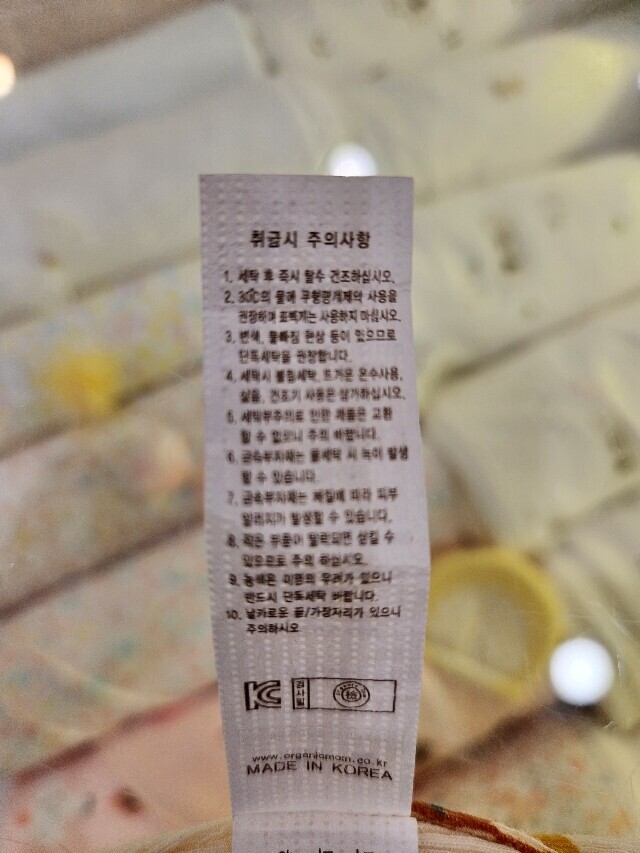 취급시 주의사항
1. 세탁 후 즉시 탈수 건조하십시오.
2. 30℃의 물에 무형광세제약 사용을
권장하며 표백제는 사용하지 마십시오.
3. 변색, 물빠짐 현상 등이 있으므로
단독세탁을 권장합니다.
4. 세탁시 불림세탁, 뜨거운 온수사용,
삶음, 건조기 사용은 삼가하십시오.
5. 세탁부주의로 인한 제품은 교환
할 수 없으니 주의 바랍니다.
6. 금속부자재는 물세탁 시 녹이 발생
할 수 있습니다.
7. 금속부자재는 체질에 따라 피부
알러지가 발생할 수 있습니다.
8. 작은 부품이 탈락되면 삼킬 수
있으므로 주의 하십시오.
9. 농색은 이염의 우려가 있으니
반드시 단독세탁 바랍니다.
10. 날카로운 끝/가장자리가 있으니
주의하시오
KC 검사필
www.organicmom.co.kr
MADE IN KOREA